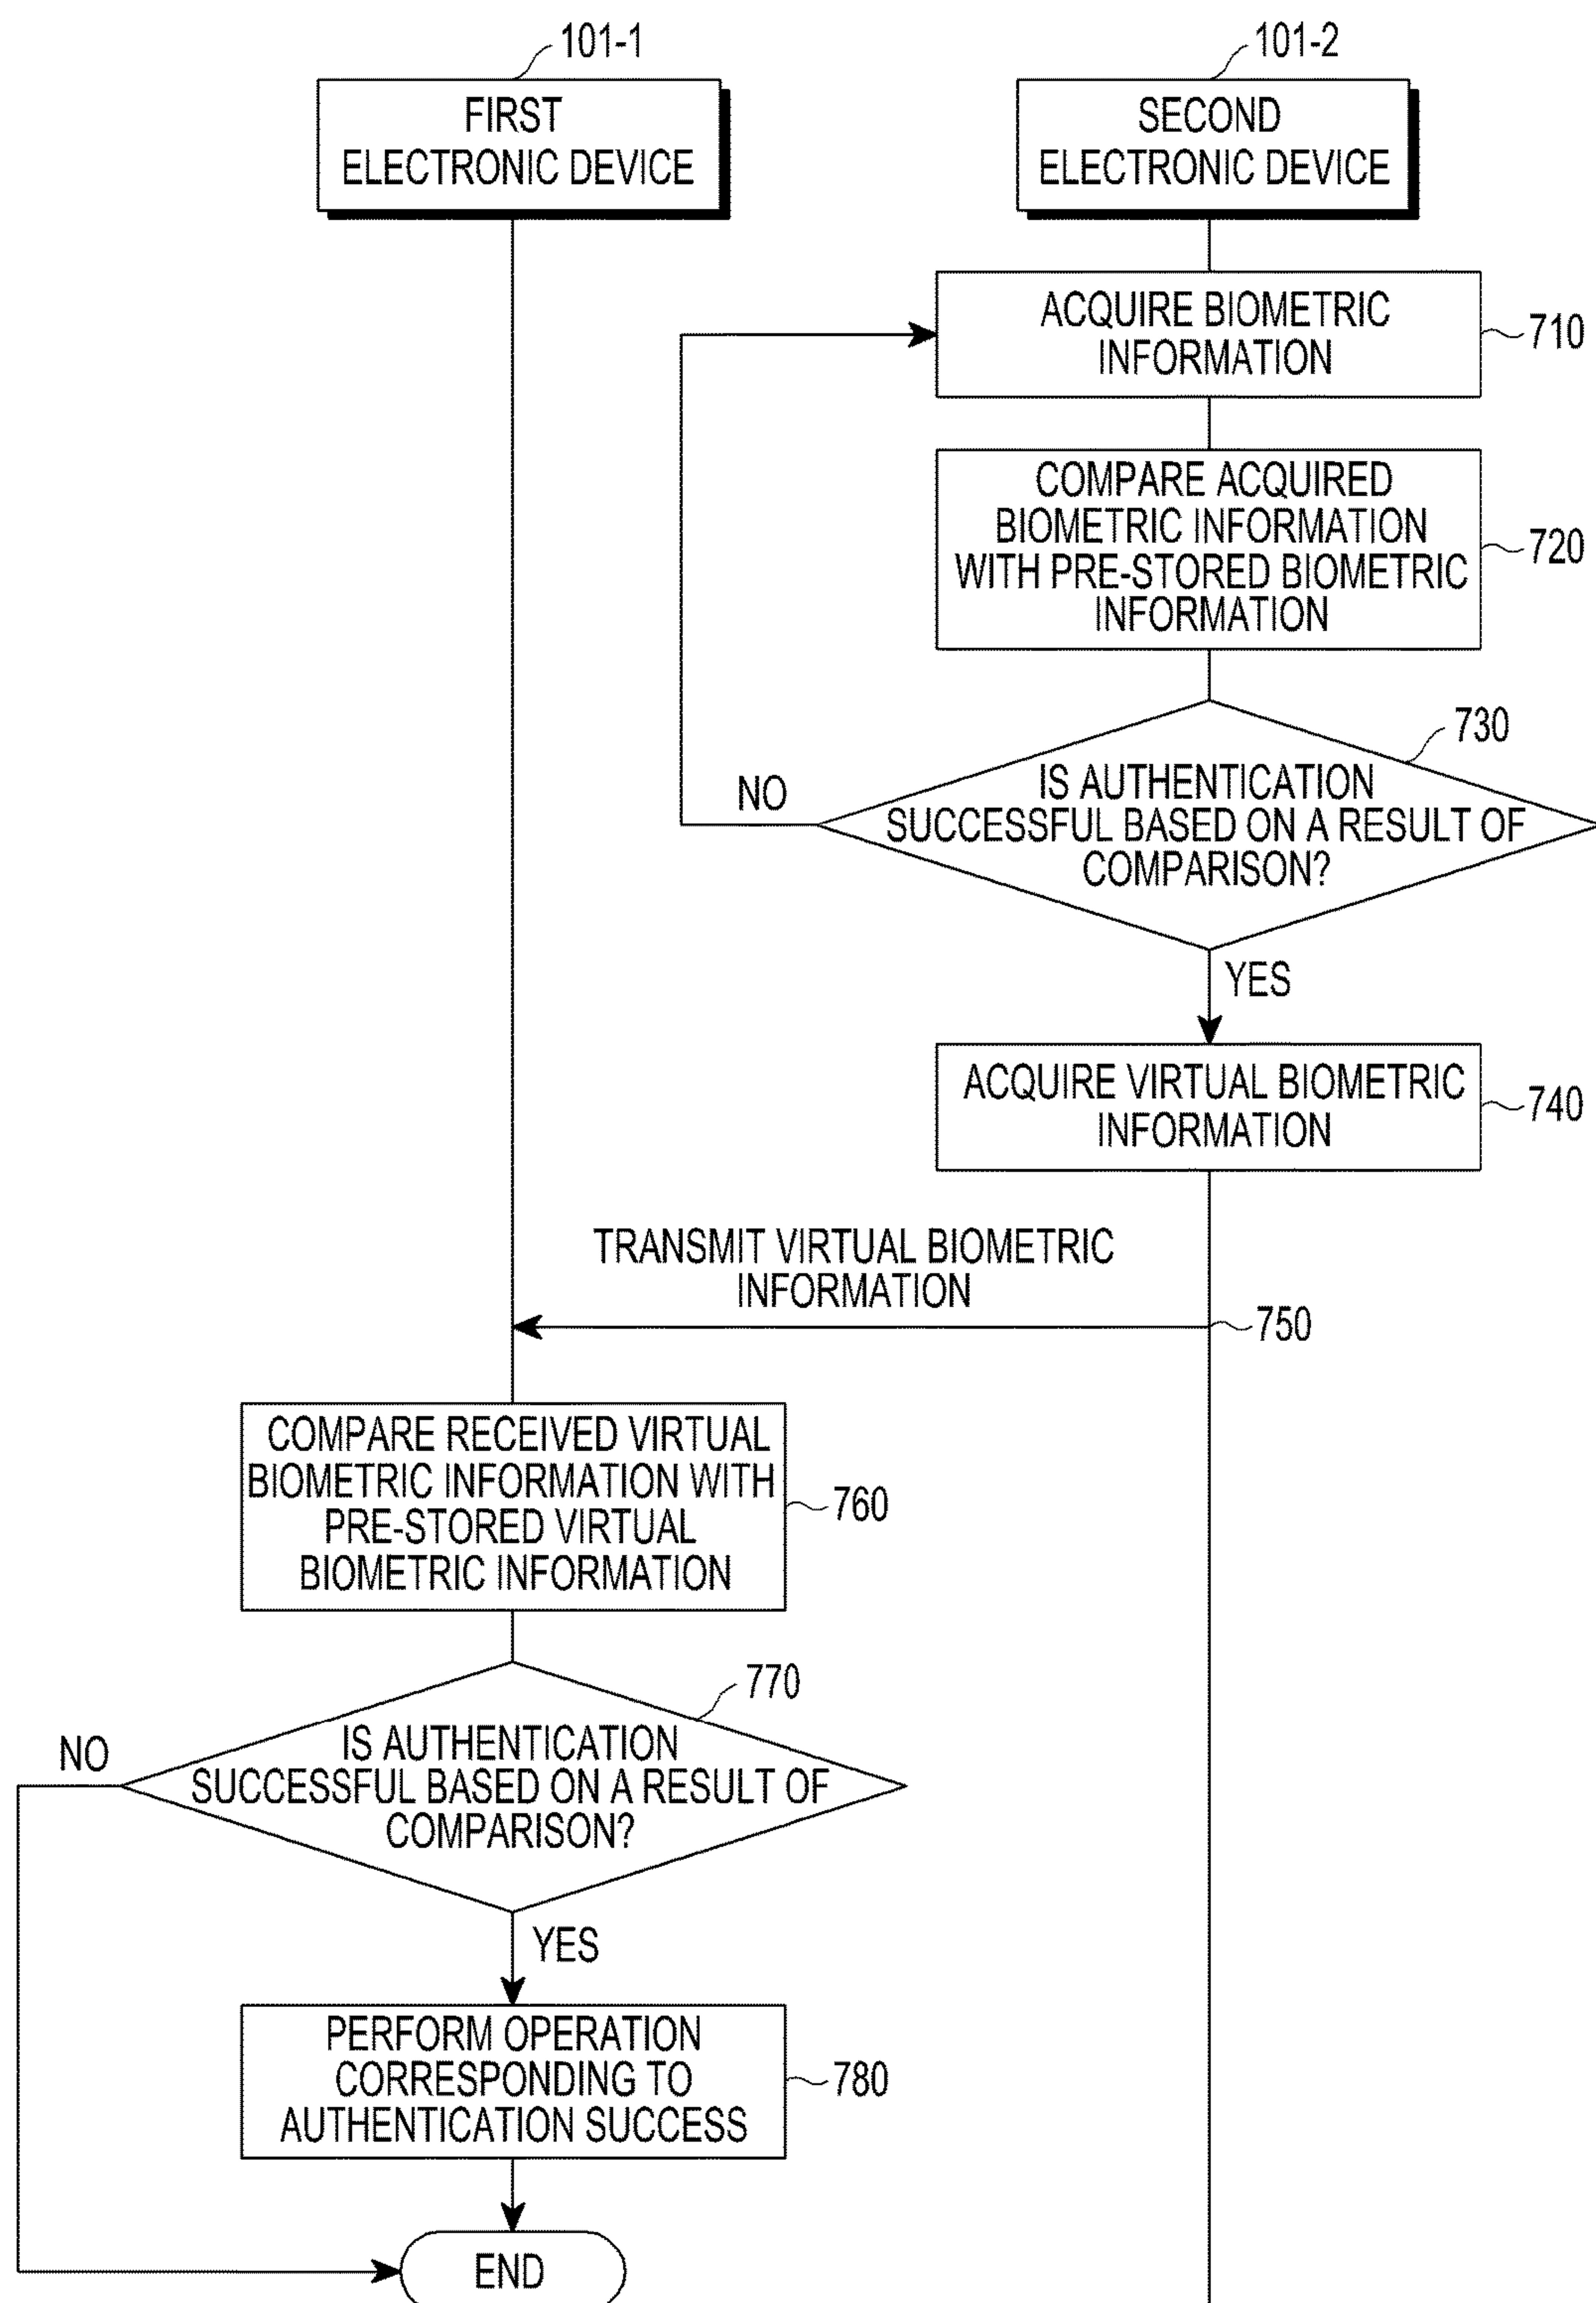 101-1
101-2
FIRST
ELECTRONIC DEVICE
SECOND
ELECTRONIC DEVICE
ACQUIRE BIOMETRIC
INFORMATION
710
COMPARE ACQUIRED
BIOMETRIC INFORMATION
WITH PRE-STORED BIOMETRIC
INFORMATION
720
730
IS AUTHENTICATION
SUCCESSFUL BASED ON A RESULT OF
COMPARISON?
NO
YES
ACQUIRE VIRTUAL BIOMETRIC
INFORMATION
740
TRANSMIT VIRTUAL BIOMETRIC
INFORMATION
750
COMPARE RECEIVED VIRTUAL
BIOMETRIC INFORMATION WITH
PRE-STORED VIRTUAL
BIOMETRIC INFORMATION
760
770
NO
IS AUTHENTICATION
SUCCESSFUL BASED ON A RESULT OF
COMPARISON?
YES
PERFORM OPERATION
CORRESPONDING TO
AUTHENTICATION SUCCESS
780
END